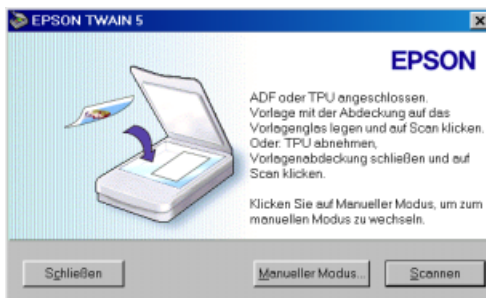 EPSON TWAIN 5
EPSON
ADF oder TPU angeschlossen.
Vorlage mit der Abdeckung auf das
Vorlagenglas legen und auf Scan klicken.
Oder: TPU abnehmen,
Vorlagenabdeckung schließen und auf
Scan klicken.
Klicken Sie auf Manueller Modus, um zum
manuellen Modus zu wechseln.
Schließen
Manueller Modus...
Scannen